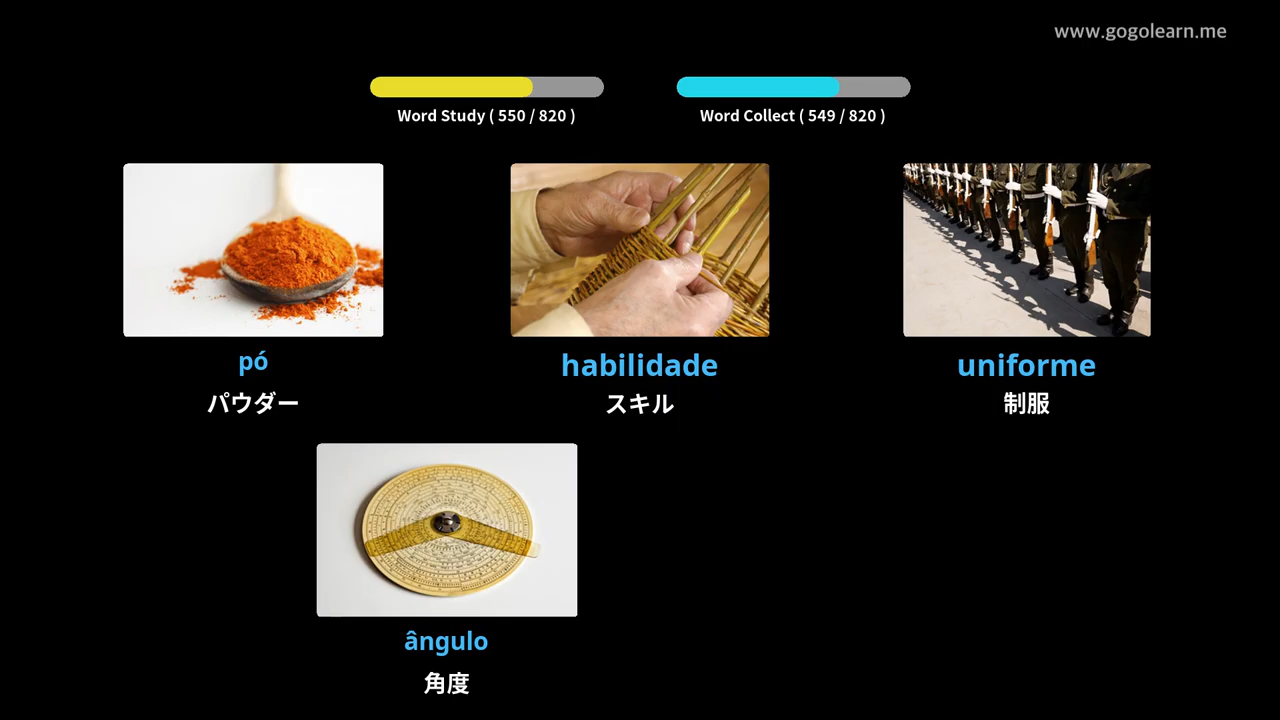 www.gogolearn.me
Word Study ( 550 / 820 )
Word Collect ( 549 / 820 )
pó
パウダー
habilidade
スキル
uniforme
制服
ângulo
角度